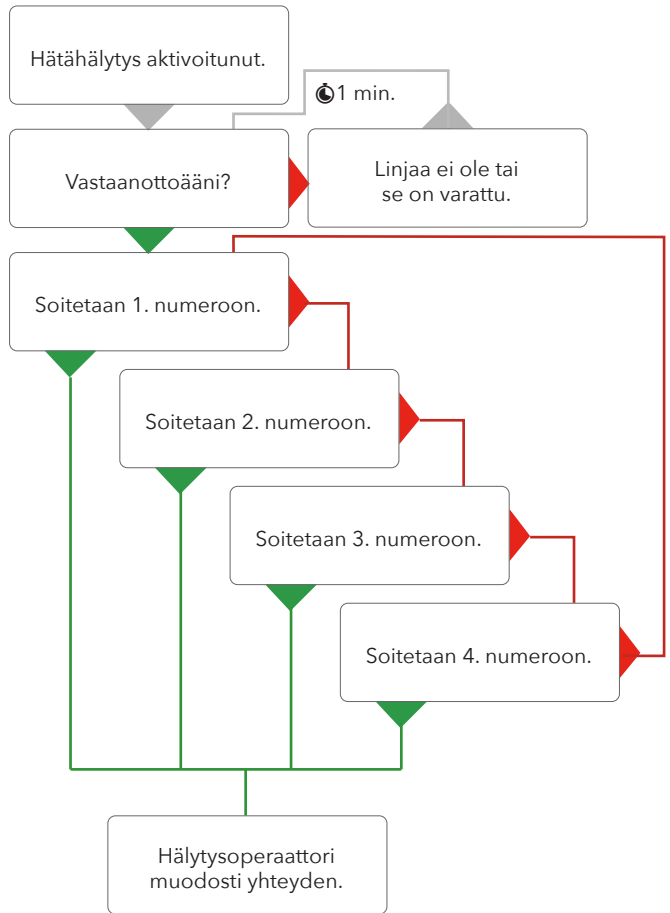 Hätähälytys aktivoitunut.
1 min.
Vastaanottoääni?
Linjaa ei ole tai
se on varattu.
Soitetaan 1. numeroon.
Soitetaan 2. numeroon.
Soitetaan 3. numeroon.
Soitetaan 4. numeroon.
Hälytysoperaattori
muodosti yhteyden.